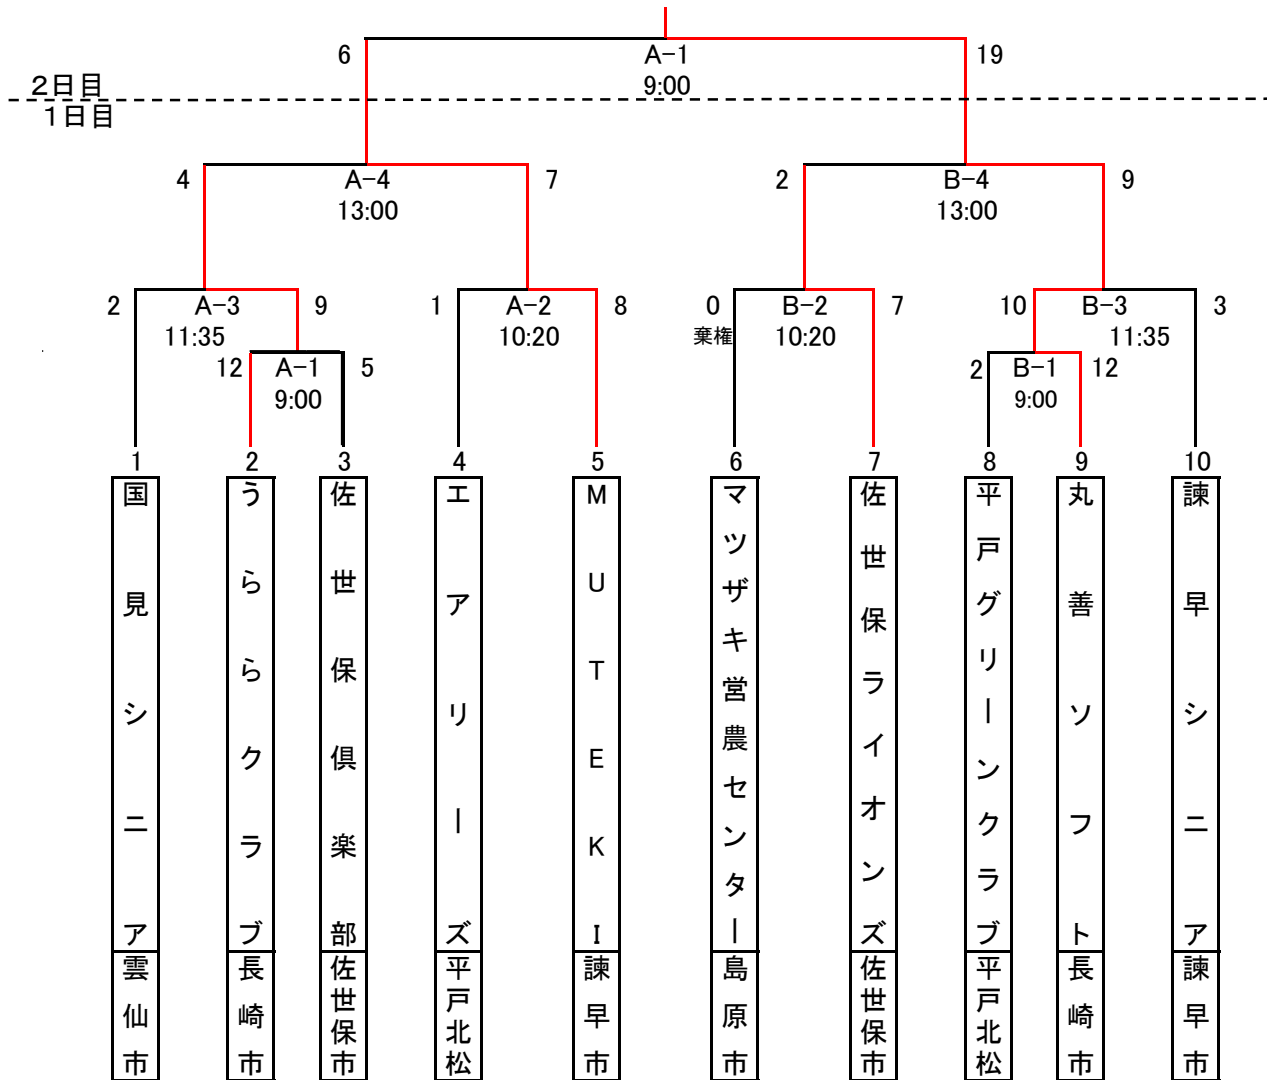 6 A-1 19
9:00
2日目
1日目
4 A-4 7
13:00
2 B-4 9
13:00
2 A-3 9
11:35
1 A-2 8
10:20
0 B-2 7
棄権 10:20
10 B-3 3
11:35
12 A-1 5
9:00
2 B-1 12
9:00
1 2 3 4 5 6 7 8 9 10
国見シニア
雲仙市
うららクラブ
長崎市
佐世保倶楽部
佐世保市
エアリーズ
平戸北松
MUTEKI
諫早市
マツザキ営農センター
島原市
佐世保ライオンズ
佐世保市
平戸グリーンクラブ
平戸北松
丸善ソフト
長崎市
諫早シニア
諫早市